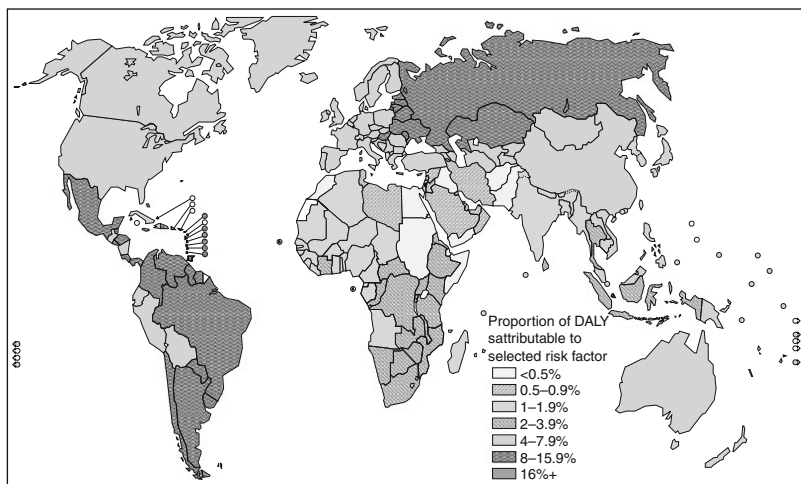 Proportion of DALY
sattributable to
selected risk factor
<0.5%
0.5–0.9%
1–1.9%
2–3.9%
4–7.9%
8–15.9%
16%+